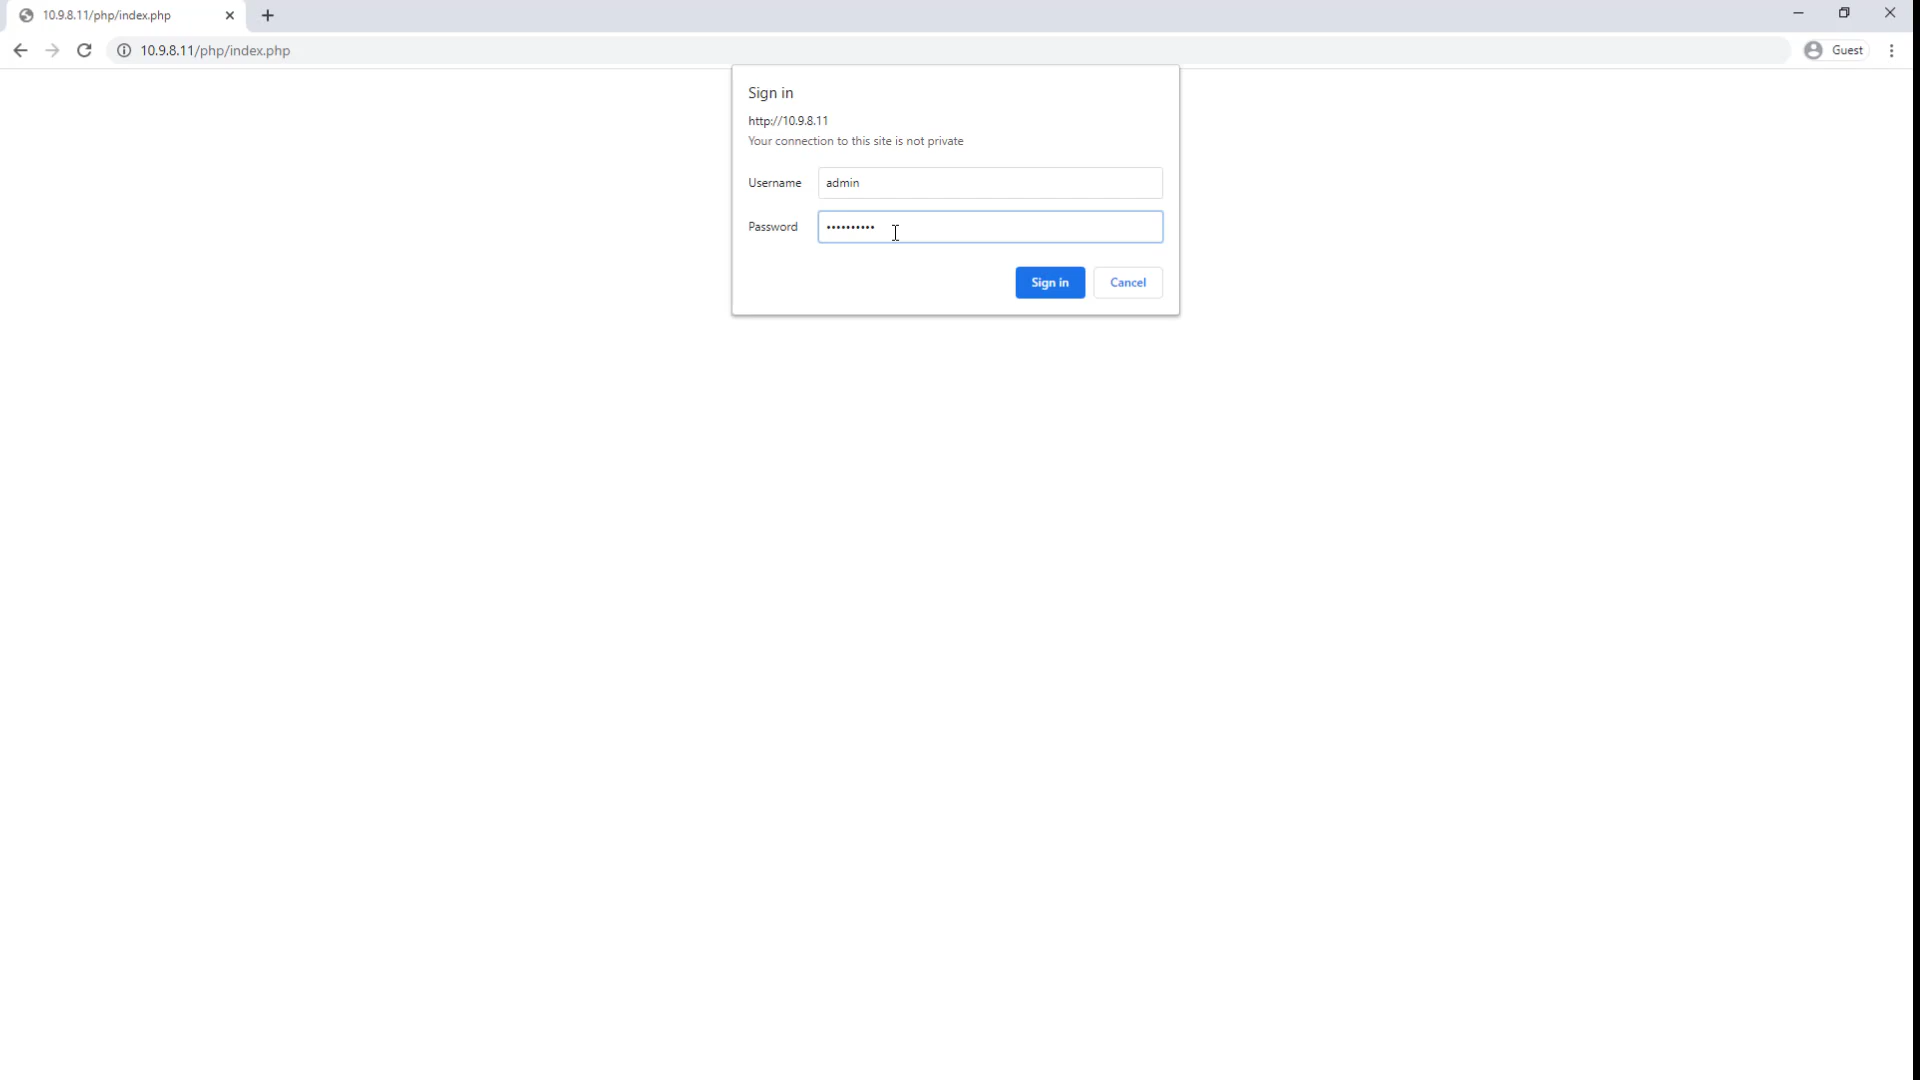 10.9.8.11/php/index.php
10.9.8.11/php/index.php
Guest
Sign in
http://10.9.8.11
Your connection to this site is not private
Username admin
Password ••••••••••
Sign in Cancel